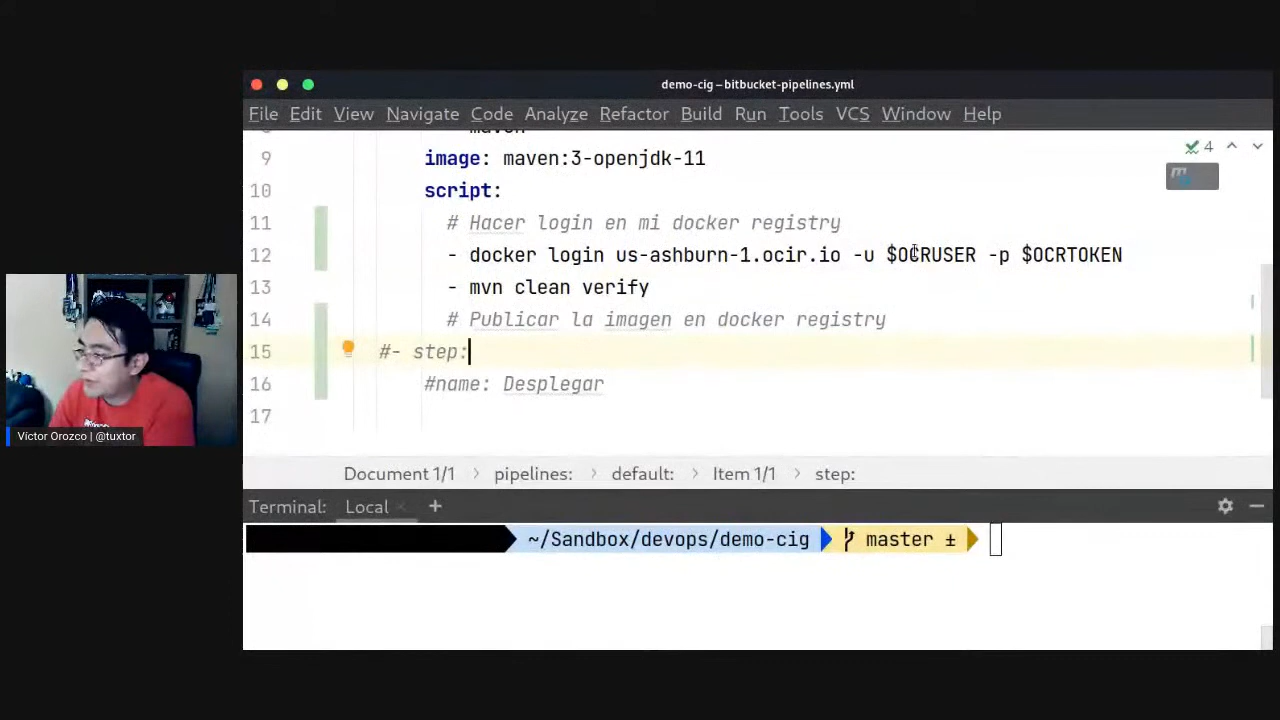 demo-cig – bitbucket-pipelines.yml
File Edit View Navigate Code Analyze Refactor Build Run Tools VCS Window Help
4
9 image: maven:3-openjdk-11
10 script:
11 # Hacer login en mi docker registry
12 - docker login us-ashburn-1.ocir.io -u $OCRUSER -p $OCRTOKEN
13 - mvn clean verify
14 # Publicar la imagen en docker registry
15 #- step:
16 #name: Desplegar
17
Víctor Orozco | @tuxtor
Document 1/1 > pipelines: > default: > Item 1/1 > step:
Terminal: Local × +
~/Sandbox/devops/demo-cig master ±